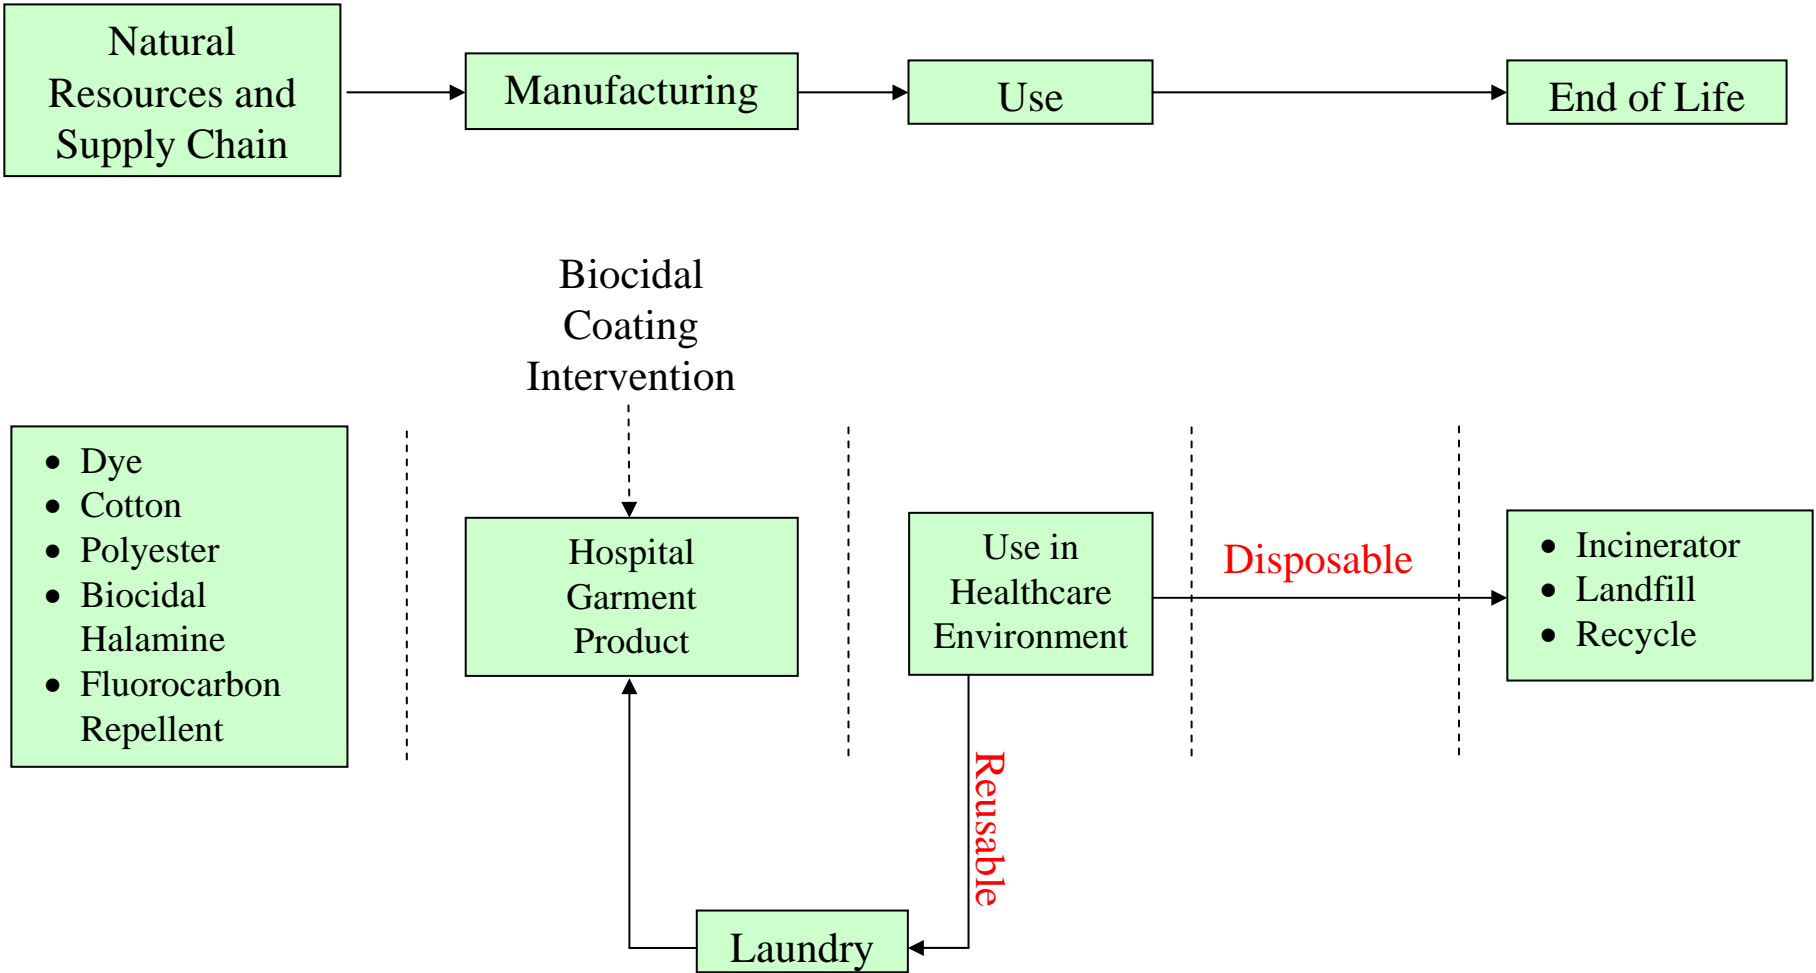 Natural
Resources and
Supply Chain
Manufacturing
Use
End of Life
Biocidal
Coating
Intervention
• Dye
• Cotton
• Polyester
• Biocidal
Halamine
• Fluorocarbon
Repellent
Hospital
Garment
Product
Use in
Healthcare
Environment
Disposable
• Incinerator
• Landfill
• Recycle
Reusable
Laundry